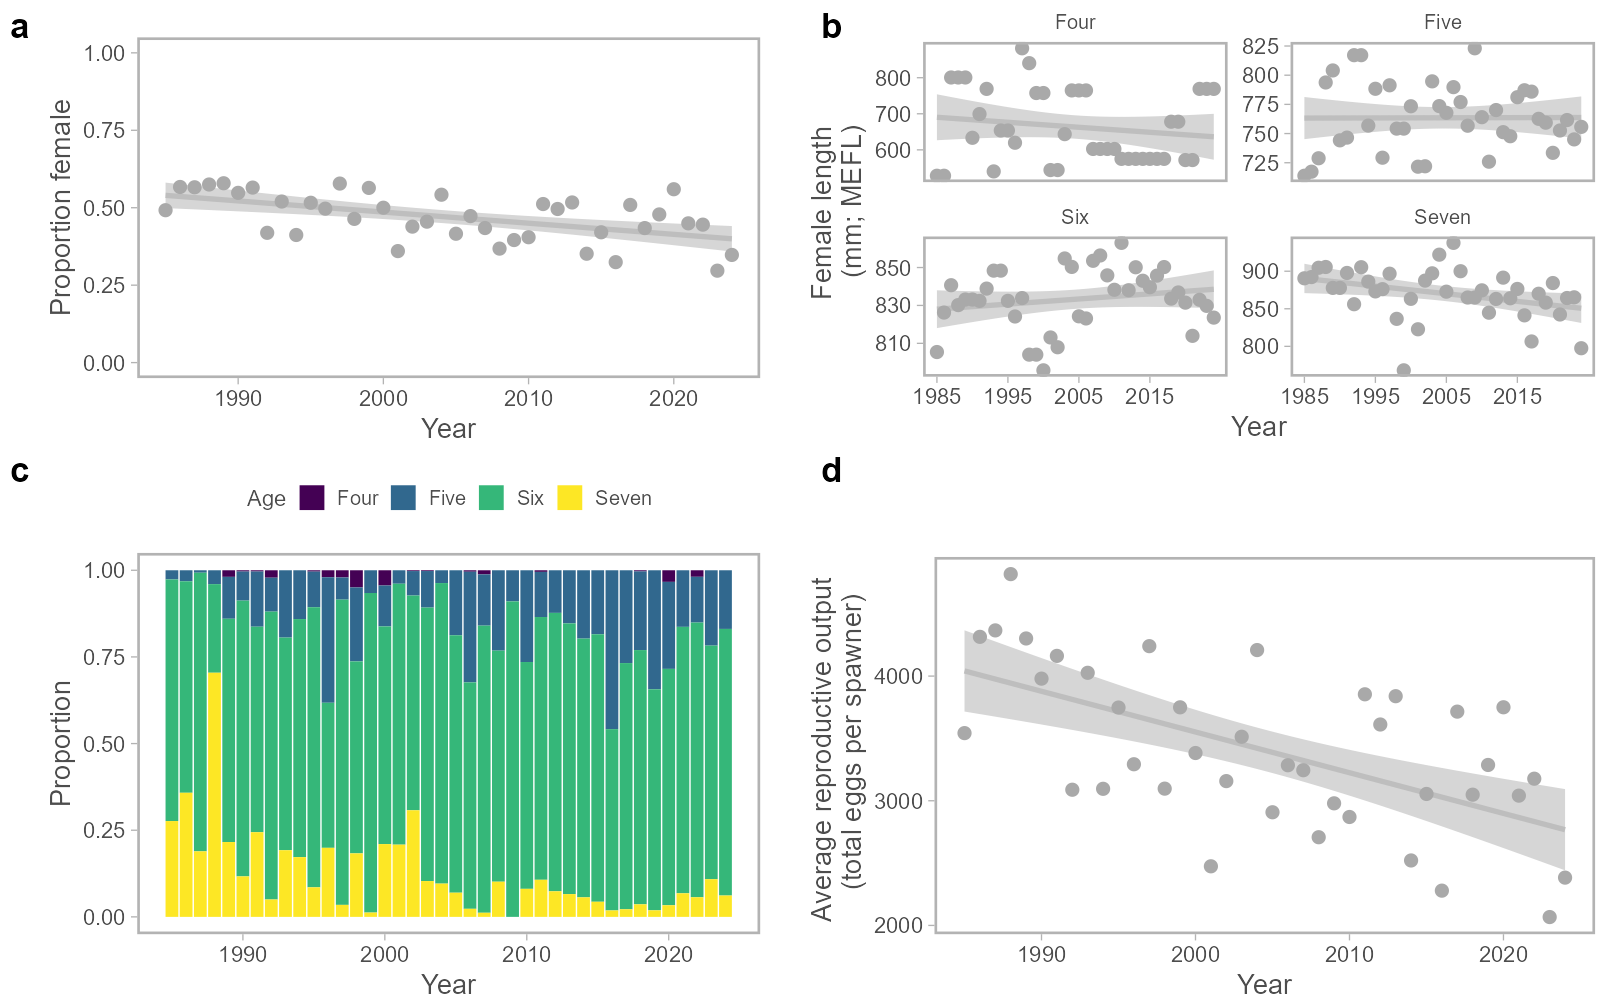 a
1.00
0.75
0.50
0.25
0.00
Proportion female
1990 2000 2010 2020
Year
b
Four Five
800
700
600
825
800
775
750
725
Six Seven
850
830
810
900
850
800
Female length
(mm; MEFL)
1985 1995 2005 2015 1985 1995 2005 2015
Year
c
Age Four Five Six Seven
1.00
0.75
0.50
0.25
0.00
Proportion
1990 2000 2010 2020
Year
d
4000
3000
2000
Average reproductive output
(total eggs per spawner)
1990 2000 2010 2020
Year